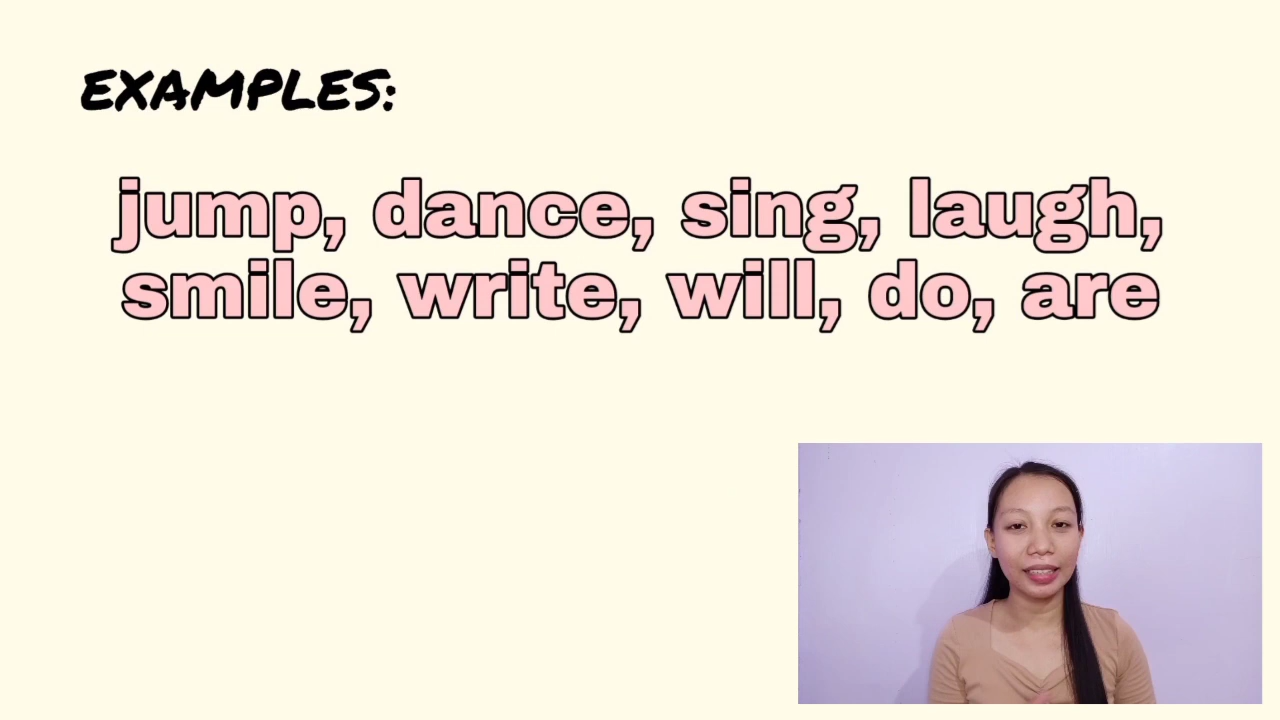 EXAMPLES:
jump, dance, sing, laugh,
smile, write, will, do, are